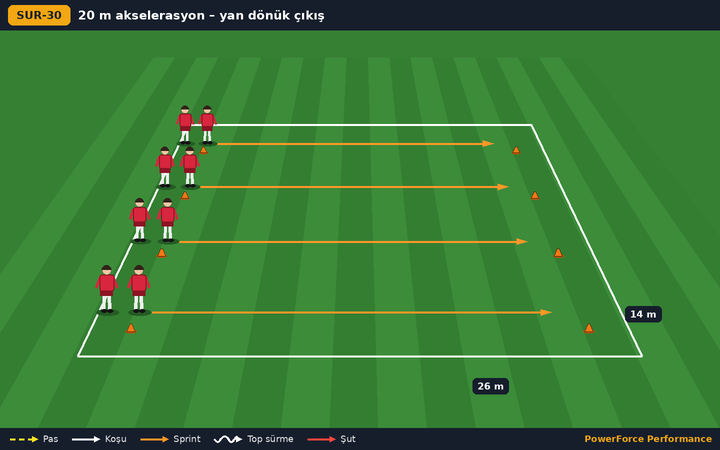 SUR-30 20 m akselerasyon – yan dönük çıkış
14 m
26 m
Pas Koşu Sprint Top sürme Şut PowerForce Performance